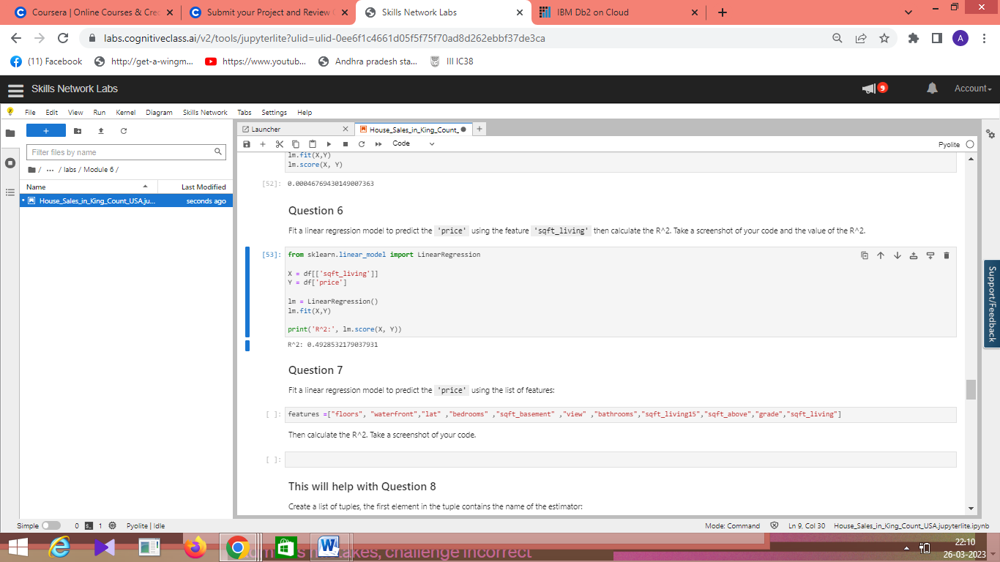 Coursera | Online Courses & Cred
Submit your Project and Review C
Skills Network Labs
IBM Db2 on Cloud
labs.cognitiveclass.ai/v2/tools/jupyterlite?ulid=ulid-0ee6f1c4661d05f5f75f70ad8d262ebbf37de3ca
A
(11) Facebook
http://get-a-wingm...
https://www.youtub...
Andhra pradesh sta...
III IC38
Skills Network Labs
9
Account
File Edit View Run Kernel Diagram Skills Network Tabs Settings Help
Filter files by name
/ ... / labs / Module 6 /
Name
Last Modified
House_Sales_in_King_Count_USA.ju...
seconds ago
Launcher
House_Sales_in_King_Count_
Code
Pyolite
lm.fit(X,Y)
lm.score(X, Y)
[52]: 0.00046769430149007363
Question 6
Fit a linear regression model to predict the 'price' using the feature 'sqft_living' then calculate the R^2. Take a screenshot of your code and the value of the R^2.
[53]: from sklearn.linear_model import LinearRegression
X = df[['sqft_living']]
Y = df['price']
lm = LinearRegression()
lm.fit(X,Y)
print('R^2:', lm.score(X, Y))
R^2: 0.4928532179037931
Question 7
Fit a linear regression model to predict the 'price' using the list of features:
[ ]: features =["floors", "waterfront","lat" ,"bedrooms" ,"sqft_basement" ,"view" ,"bathrooms","sqft_living15","sqft_above","grade","sqft_living"]
Then calculate the R^2. Take a screenshot of your code.
[ ]:
This will help with Question 8
Create a list of tuples, the first element in the tuple contains the name of the estimator:
Support/Feedback
Simple
0
1
Pyolite | Idle
Mode: Command
Ln 9, Col 30
House_Sales_in_King_Count_USA.jupyterlite.ipynb
akes, challenge incorrect
22:10
26-03-2023